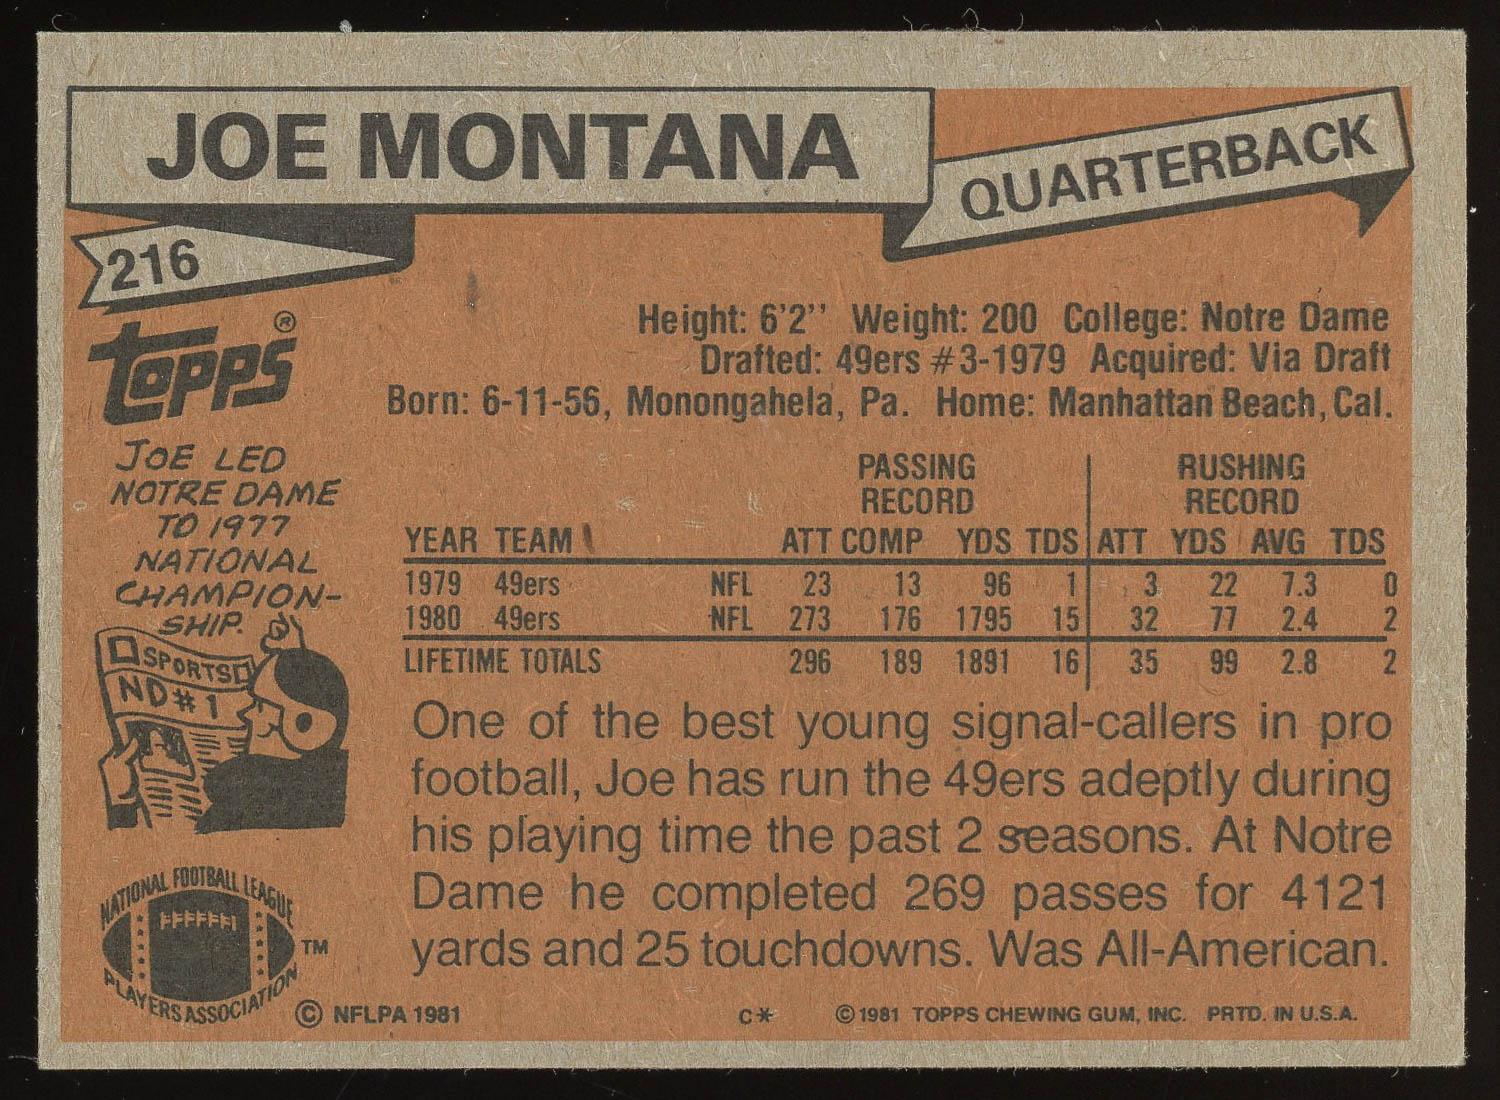 JOE MONTANA
QUARTERBACK
216
TOPPS®
Height: 6'2'' Weight: 200 College: Notre Dame
Drafted: 49ers #3-1979 Acquired: Via Draft
Born: 6-11-56, Monongahela, Pa. Home: Manhattan Beach, Cal.
JOE LED
NOTRE DAME
TO 1977
NATIONAL
CHAMPION-
SHIP.
SPORTS
ND#1
PASSING RUSHING
RECORD RECORD
YEAR TEAM ATT COMP YDS TDS ATT YDS AVG TDS
1979 49ers NFL 23 13 96 1 3 22 7.3 0
1980 49ers NFL 273 176 1795 15 32 77 2.4 2
LIFETIME TOTALS 296 189 1891 16 35 99 2.8 2
One of the best young signal-callers in pro
football, Joe has run the 49ers adeptly during
his playing time the past 2 seasons. At Notre
Dame he completed 269 passes for 4121
yards and 25 touchdowns. Was All-American.
NATIONAL FOOTBALL LEAGUE
PLAYERS ASSOCIATION
TM
© NFLPA 1981 C* © 1981 TOPPS CHEWING GUM, INC. PRTD. IN U.S.A.